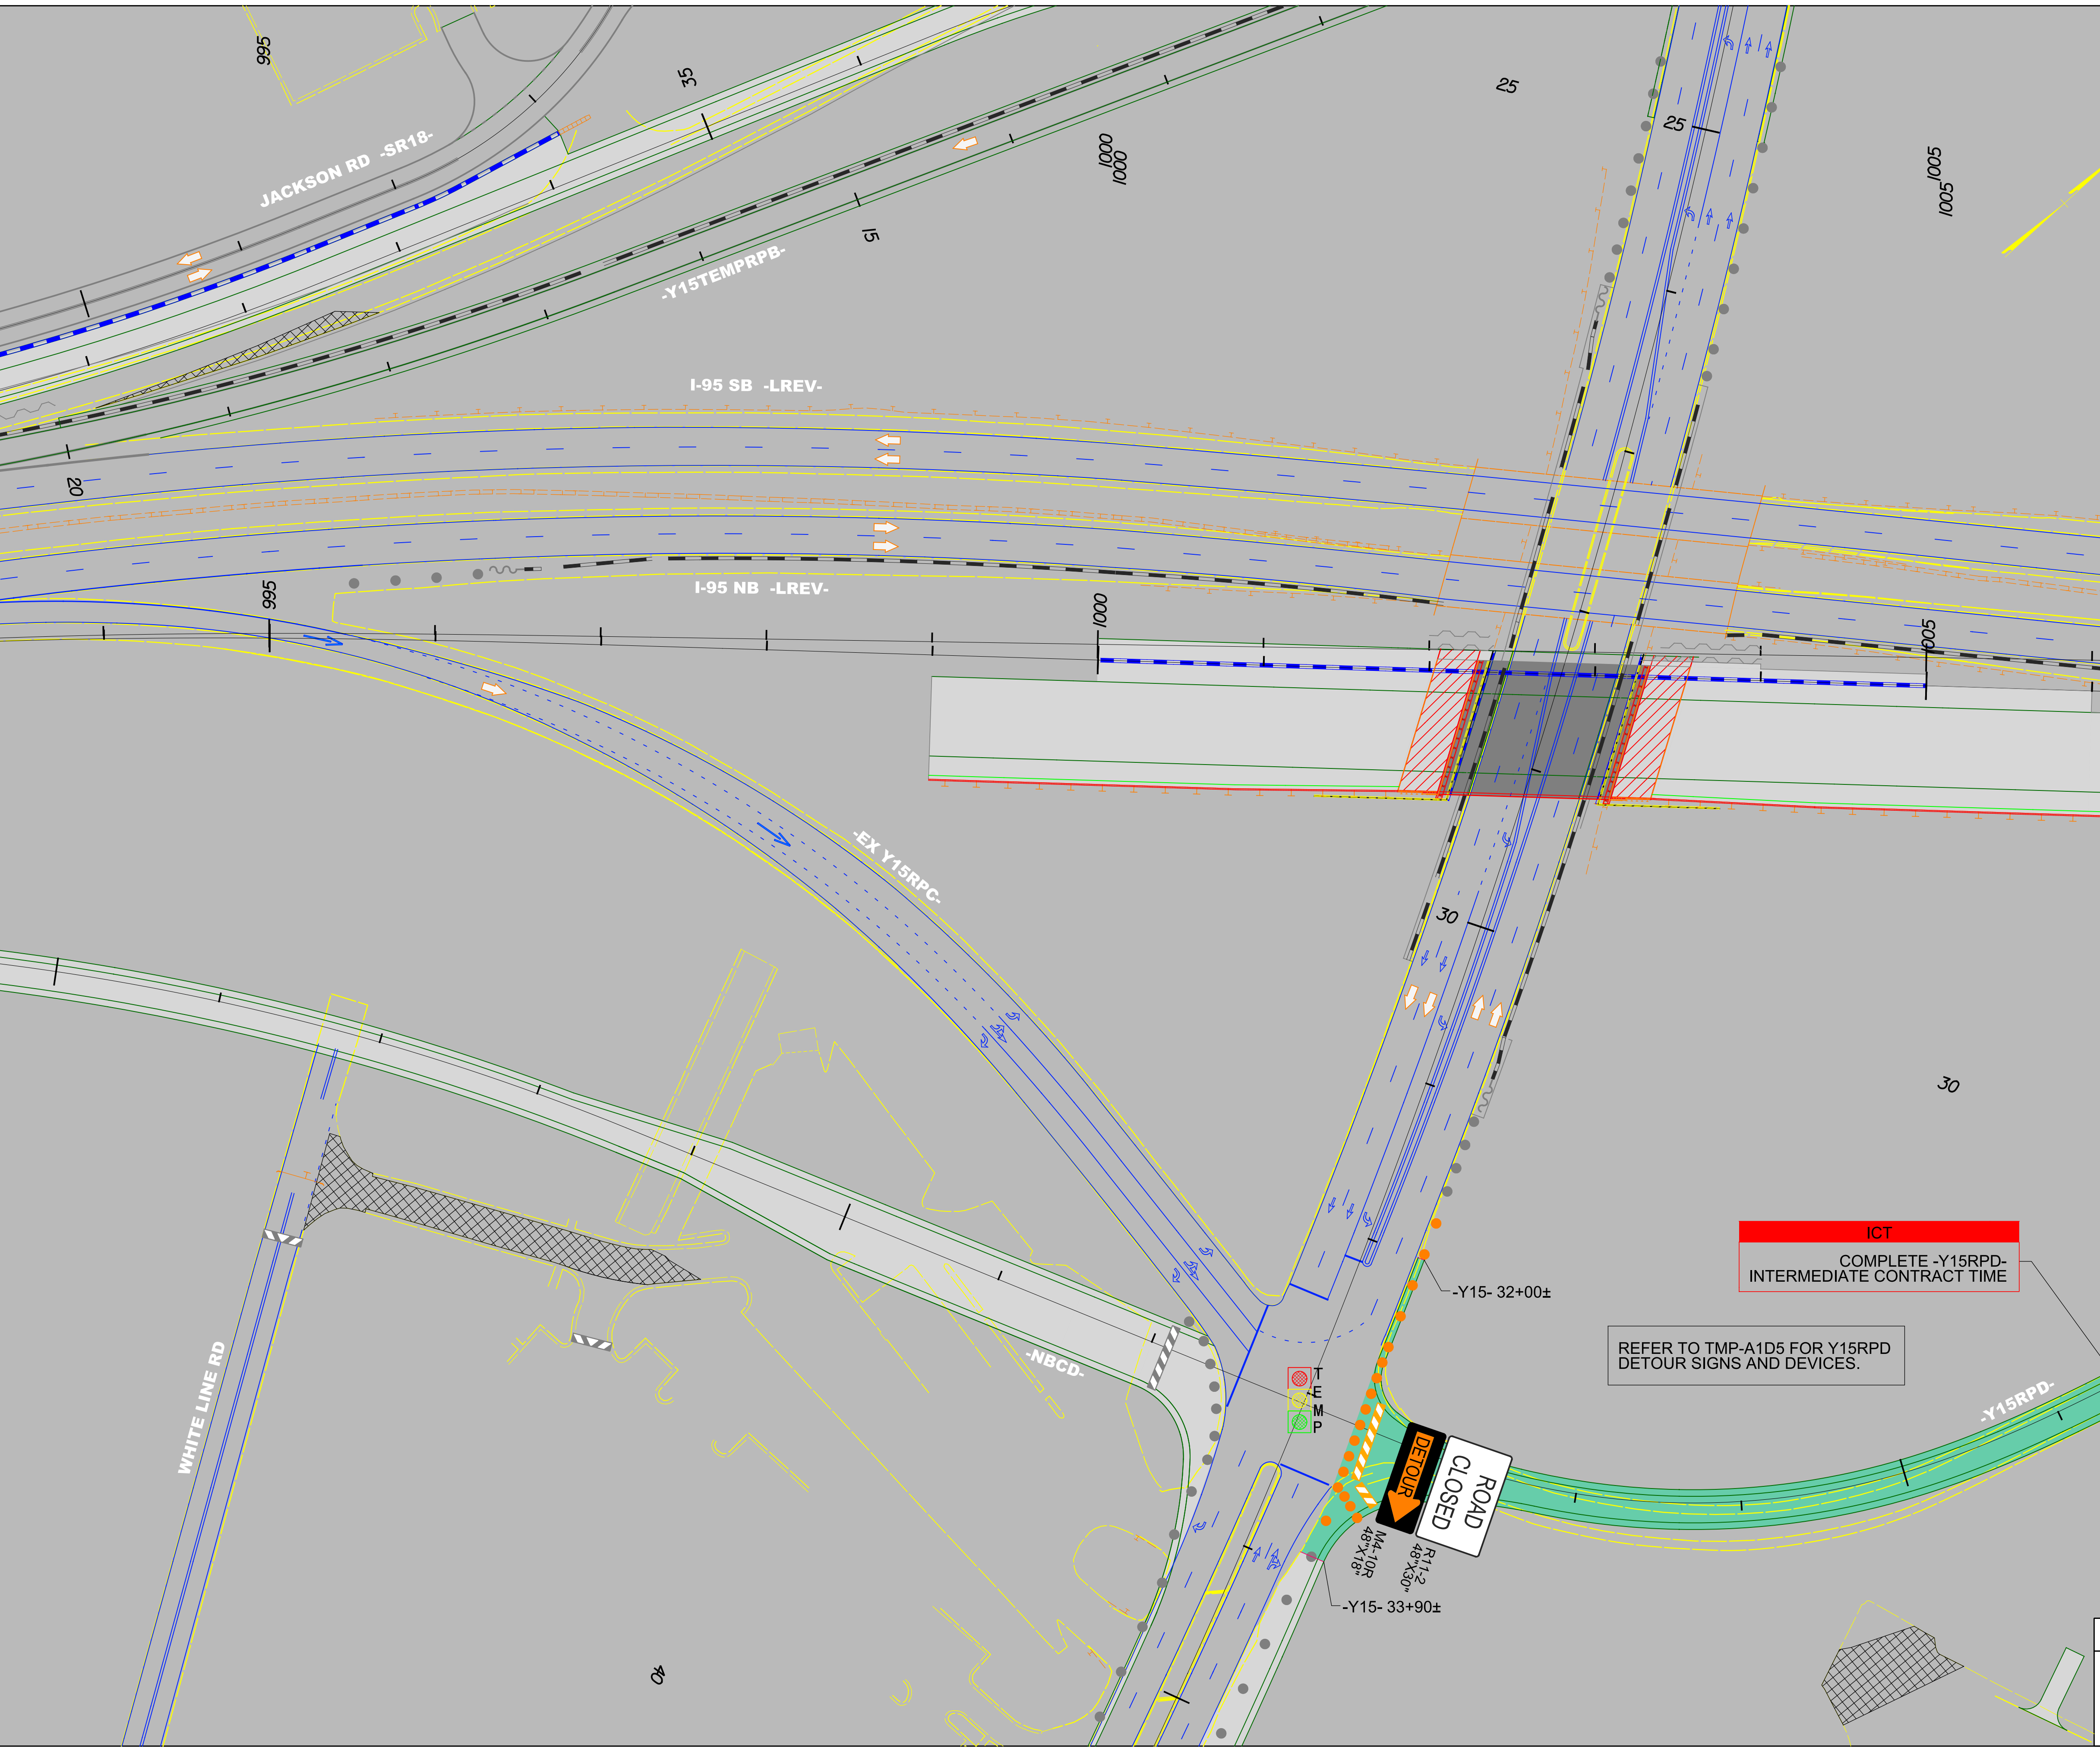 995
35
25
25
1000
1000
1005
1005
JACKSON RD -SR18-
15
-Y15TEMPRPB-
I-95 SB -LREV-
20
I-95 NB -LREV-
995
1000
1005
-EX Y15RPC-
30
30
ICT
COMPLETE -Y15RPD-
INTERMEDIATE CONTRACT TIME
-Y15- 32+00±
REFER TO TMP-A1D5 FOR Y15RPD
DETOUR SIGNS AND DEVICES.
-NBCD-
WHITE LINE RD
T
E
M
P
-Y15RPD-
DETOUR
ROAD
CLOSED
M4-10R
48"X18"
R11-2
48"X30"
-Y15- 33+90±
40